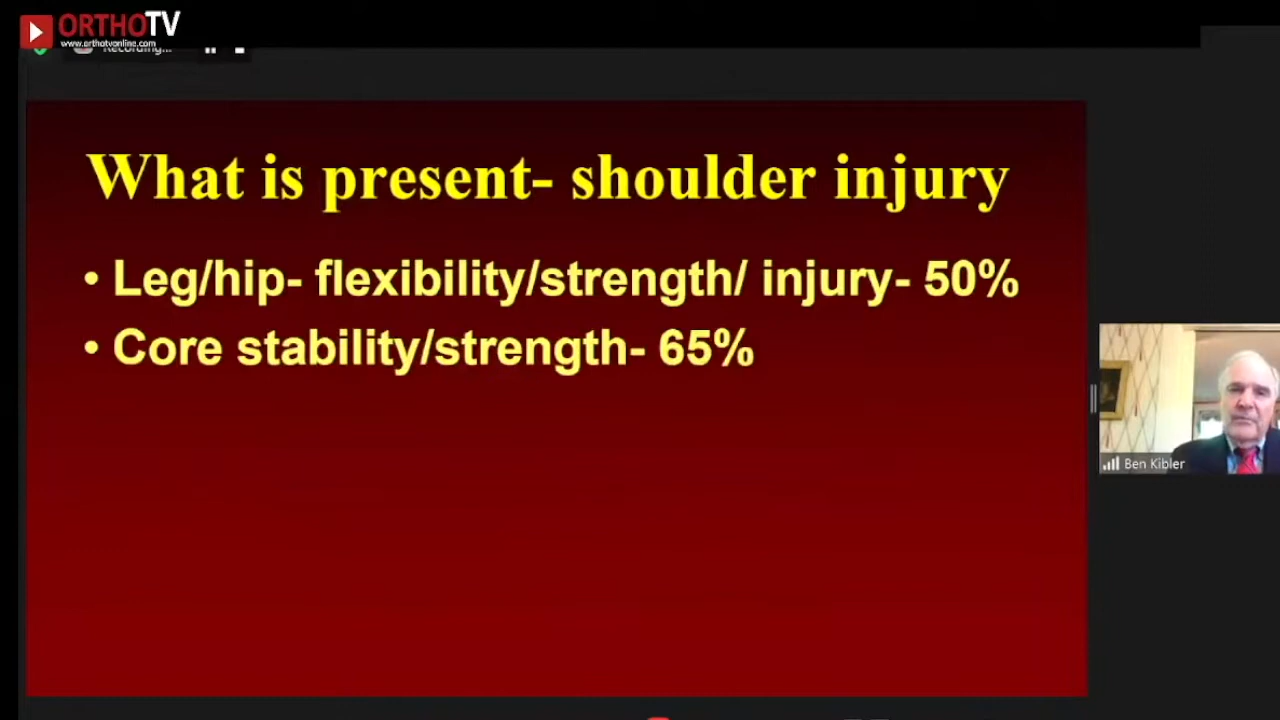 ORTHOTV
www.orthotvonline.com
Recording...
What is present- shoulder injury
• Leg/hip- flexibility/strength/ injury- 50%
• Core stability/strength- 65%
Ben Kibler